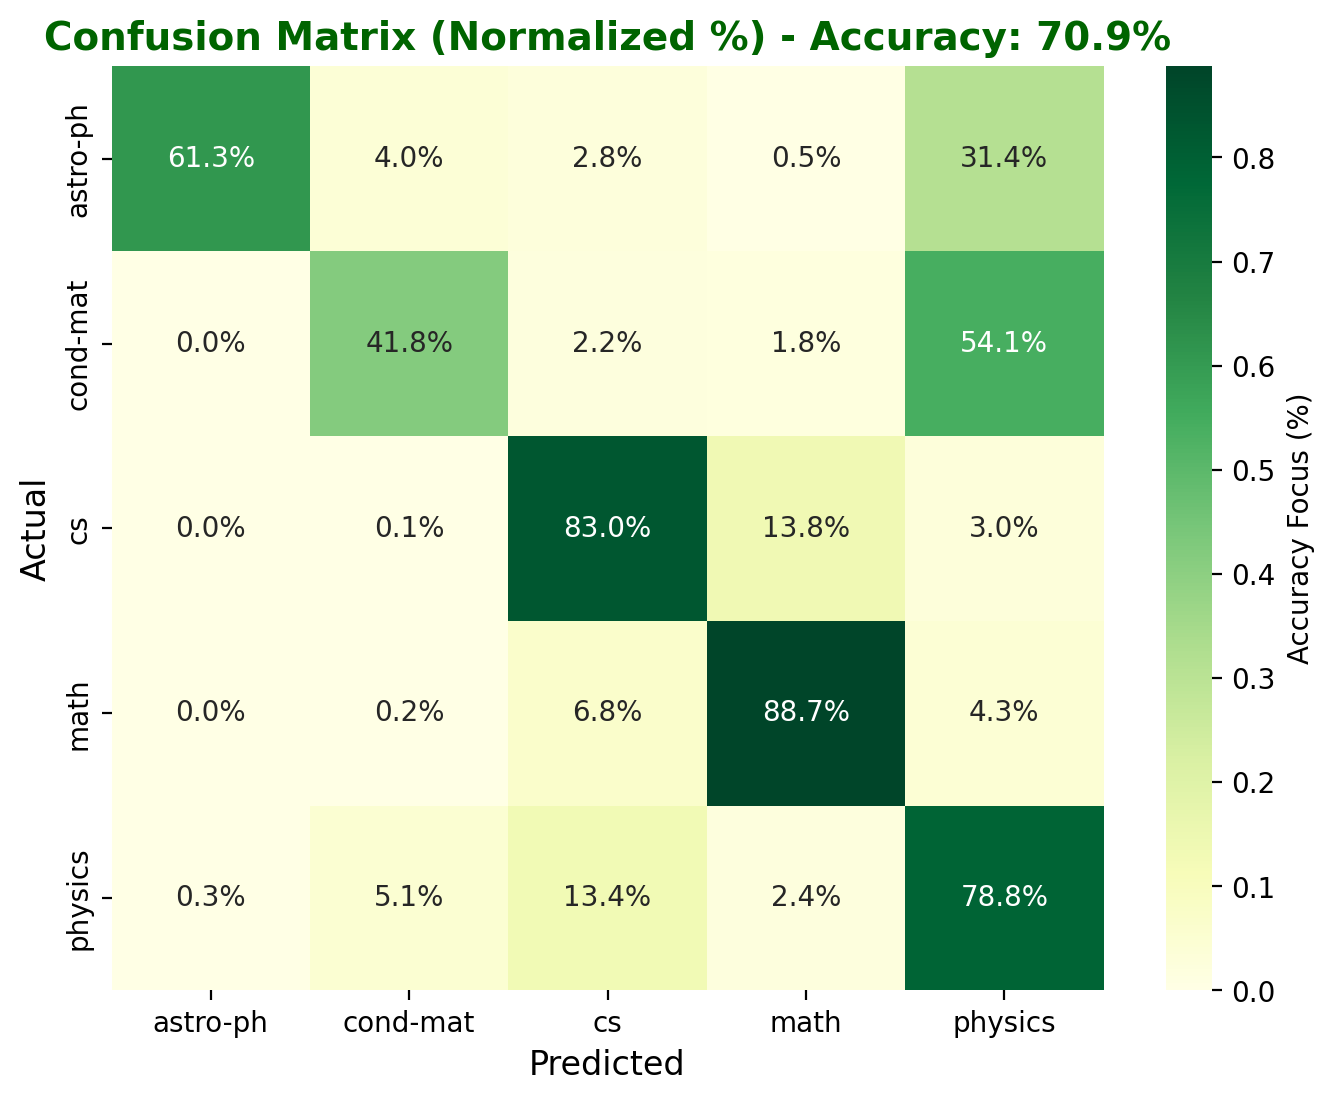 Confusion Matrix (Normalized %) - Accuracy: 70.9%
astro-ph 61.3% 4.0% 2.8% 0.5% 31.4%
cond-mat 0.0% 41.8% 2.2% 1.8% 54.1%
cs 0.0% 0.1% 83.0% 13.8% 3.0%
math 0.0% 0.2% 6.8% 88.7% 4.3%
physics 0.3% 5.1% 13.4% 2.4% 78.8%
Actual
astro-ph cond-mat cs math physics
Predicted
0.8
0.7
0.6
0.5
0.4
0.3
0.2
0.1
0.0
Accuracy Focus (%)